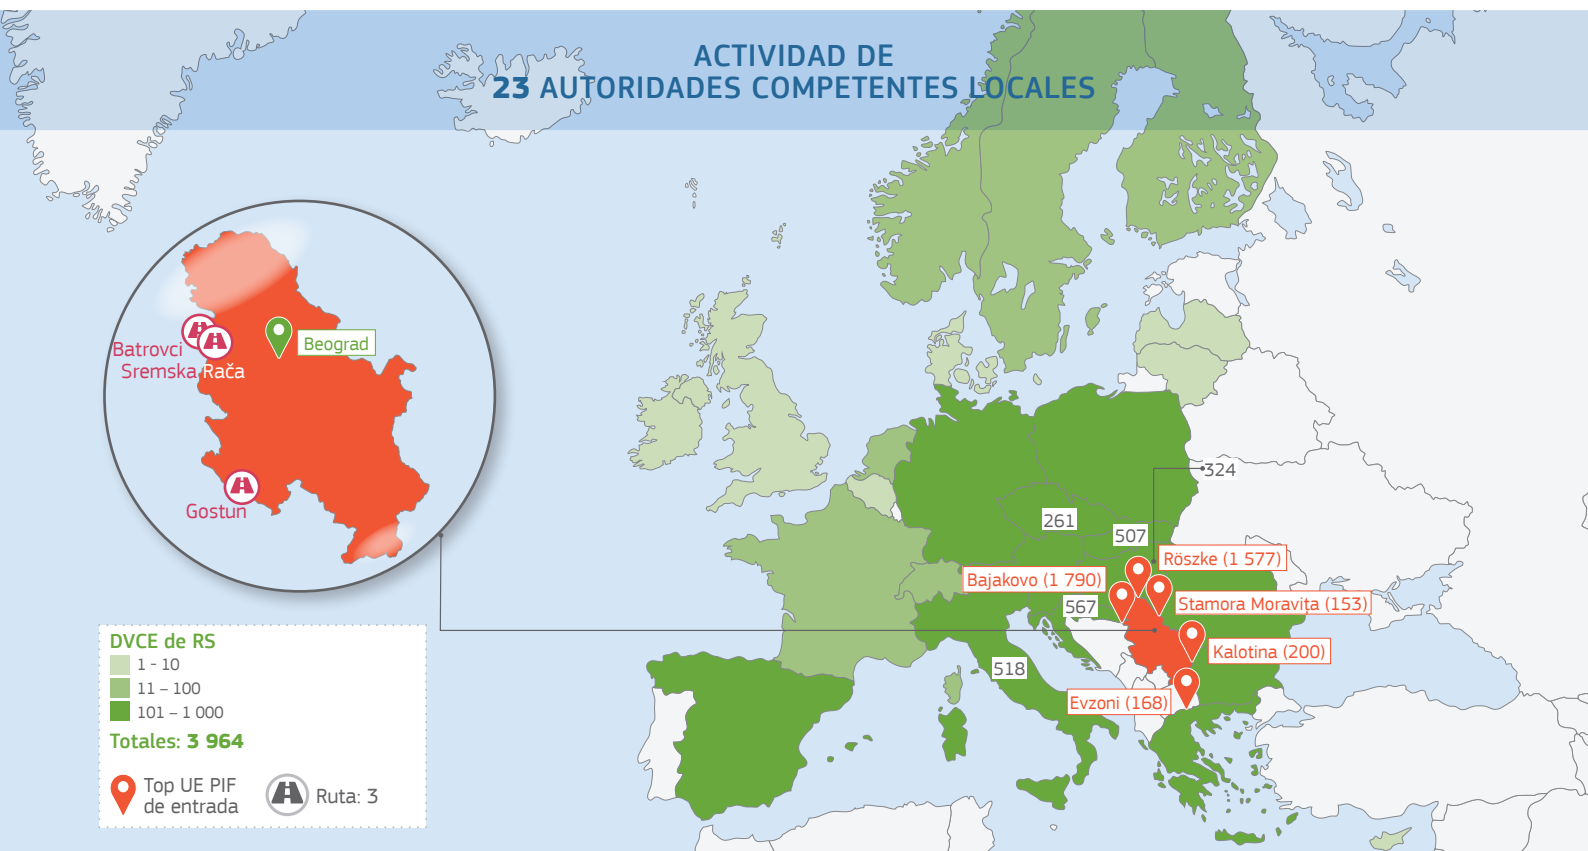 ACTIVIDAD DE
23 AUTORIDADES COMPETENTES LOCALES
Beograd
Batrovci
Sremska Rača
Gostun
324
261
507
Röszke (1 577)
Bajakovo (1 790)
567
Stamora Moravița (153)
Kalotina (200)
518
Evzoni (168)
DVCE de RS
1 - 10
11 – 100
101 – 1 000
Totales: 3 964
Top UE PIF
de entrada
Ruta: 3